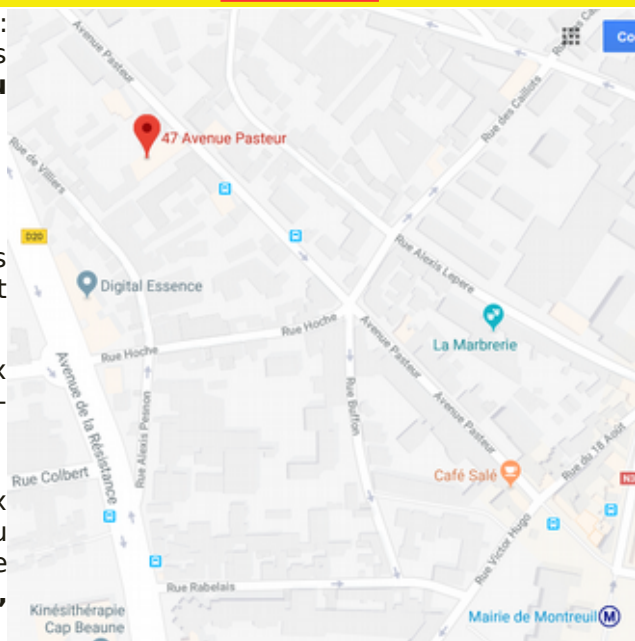 :
s
u
Avenue Pasteur
Co
Rue des Caillots
47 Avenue Pasteur
Rue de Villiers
D20
s
t
Rue Alexis Lepere
Digital Essence
Rue Hoche
Rue Hoche
La Marbrerie
Avenue Pasteur
x
-
Avenue de la Résistance
Rue Alexis Pesnon
Rue Buffon
Avenue Pasteur
Rue du 18 Août
Rue Colbert
Café Salé
N3
x
u
e
,
Rue Victor Hugo
Rue Rabelais
Kinésithérapie
Cap Beaune
Mairie de Montreuil M